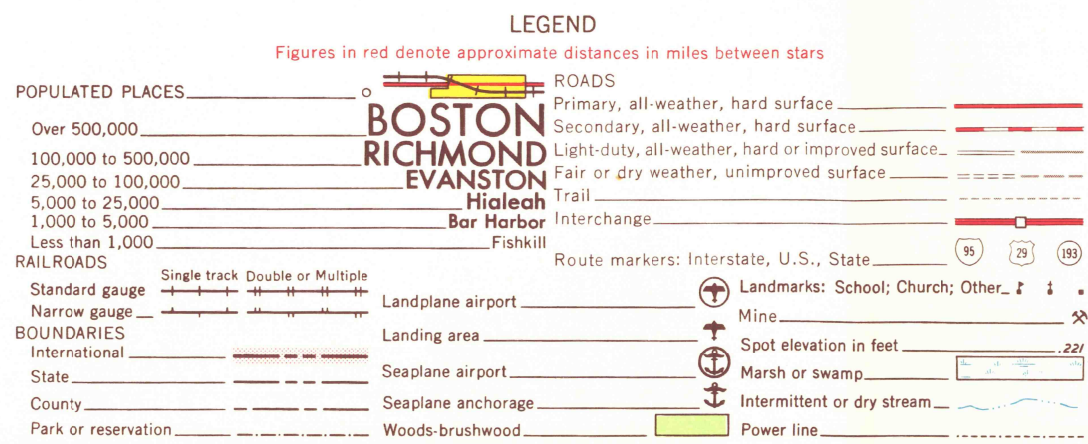 LEGEND
Figures in red denote approximate distances in miles between stars
POPULATED PLACES
Over 500,000 BOSTON
100,000 to 500,000 RICHMOND
25,000 to 100,000 EVANSTON
5,000 to 25,000 Hialeah
1,000 to 5,000 Bar Harbor
Less than 1,000 Fishkill
RAILROADS
Single track Double or Multiple
Standard gauge
Narrow gauge
BOUNDARIES
International
State
County
Park or reservation
Landplane airport
Landing area
Seaplane airport
Seaplane anchorage
Woods-brushwood
ROADS
Primary, all-weather, hard surface
Secondary, all-weather, hard surface
Light-duty, all-weather, hard or improved surface
Fair or dry weather, unimproved surface
Trail
Interchange
Route markers: Interstate, U.S., State 95 29 193
Landmarks: School; Church; Other
Mine
Spot elevation in feet .221
Marsh or swamp
Intermittent or dry stream
Power line